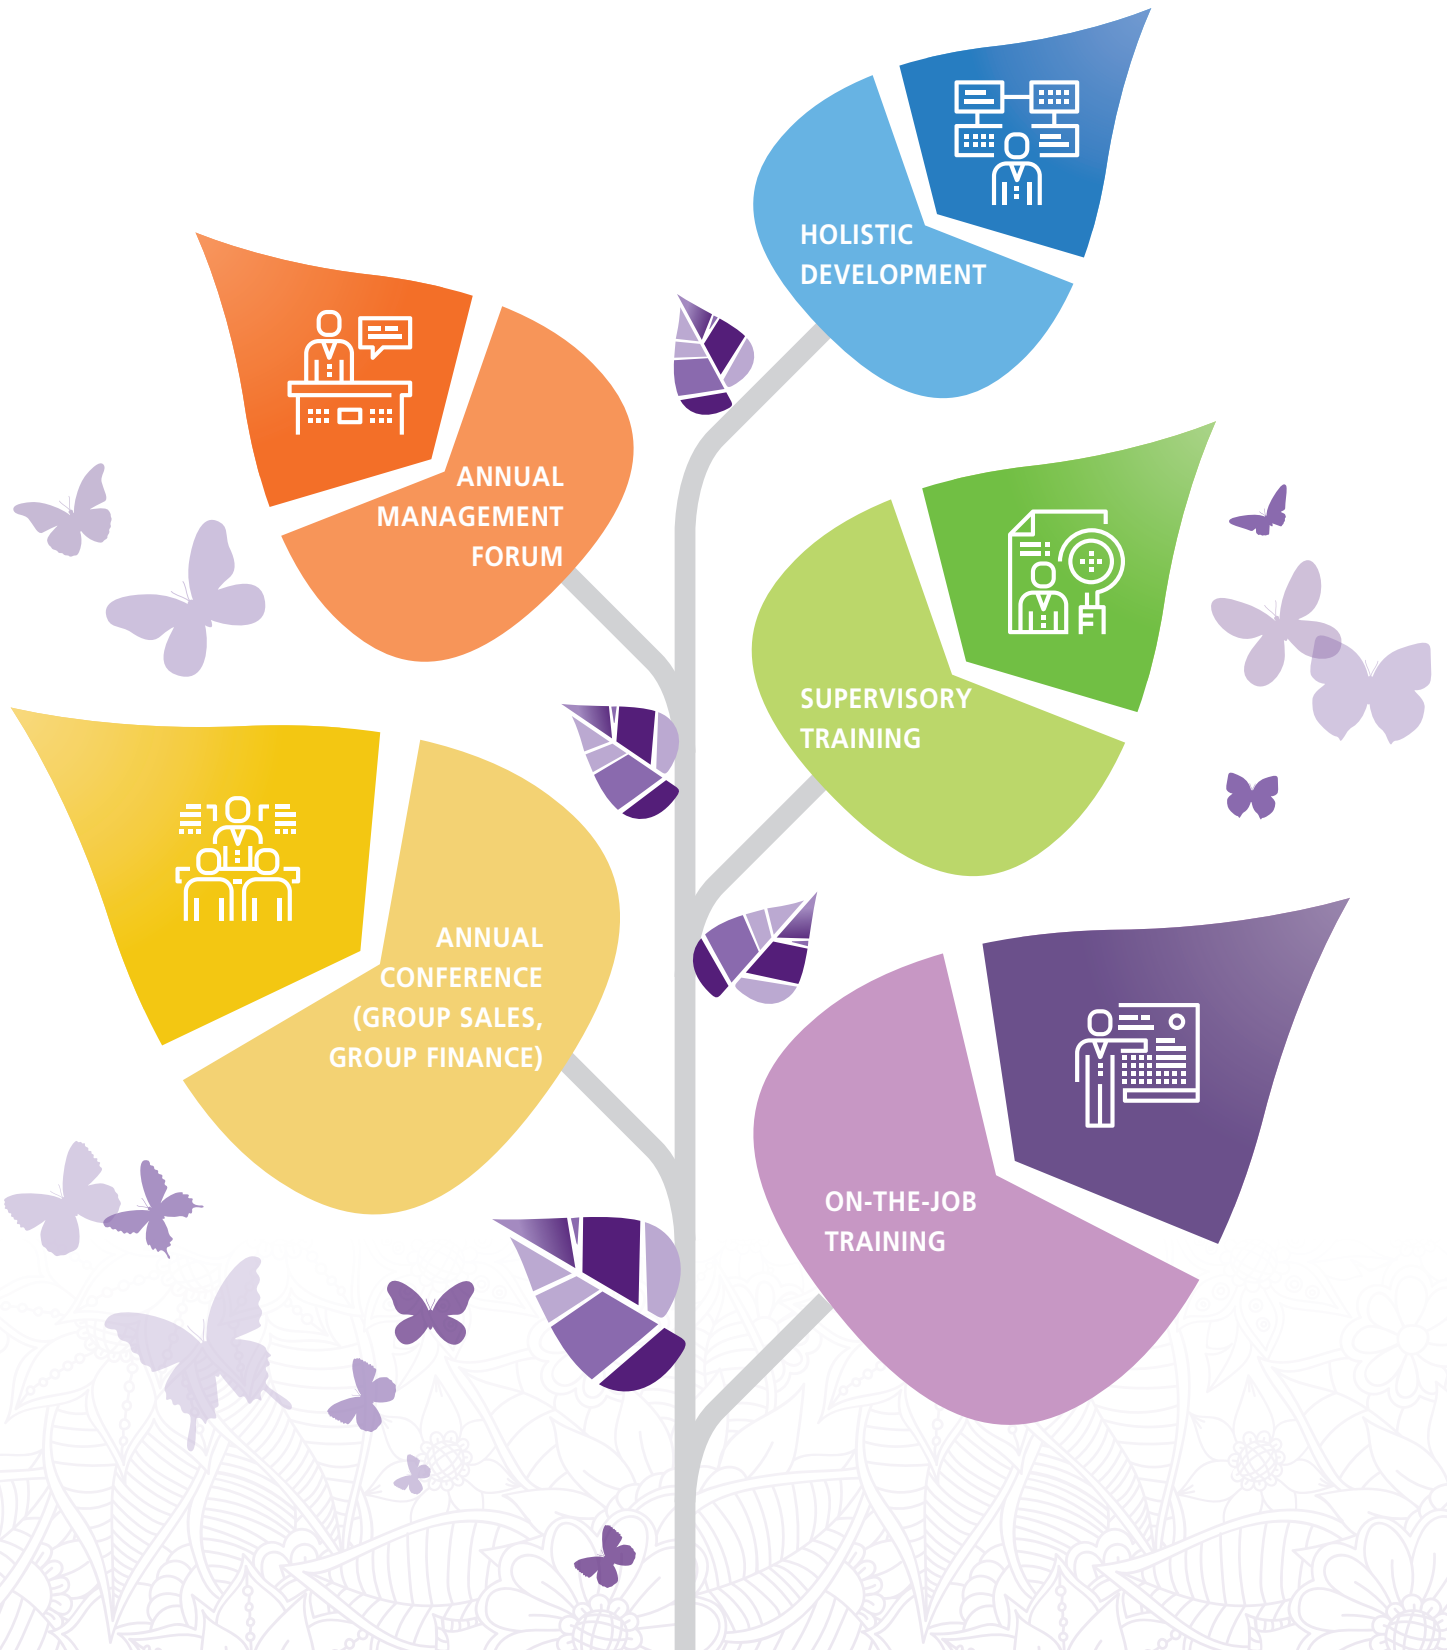 HOLISTIC
DEVELOPMENT
ANNUAL
MANAGEMENT
FORUM
SUPERVISORY
TRAINING
ANNUAL
CONFERENCE
(GROUP SALES,
GROUP FINANCE)
ON-THE-JOB
TRAINING